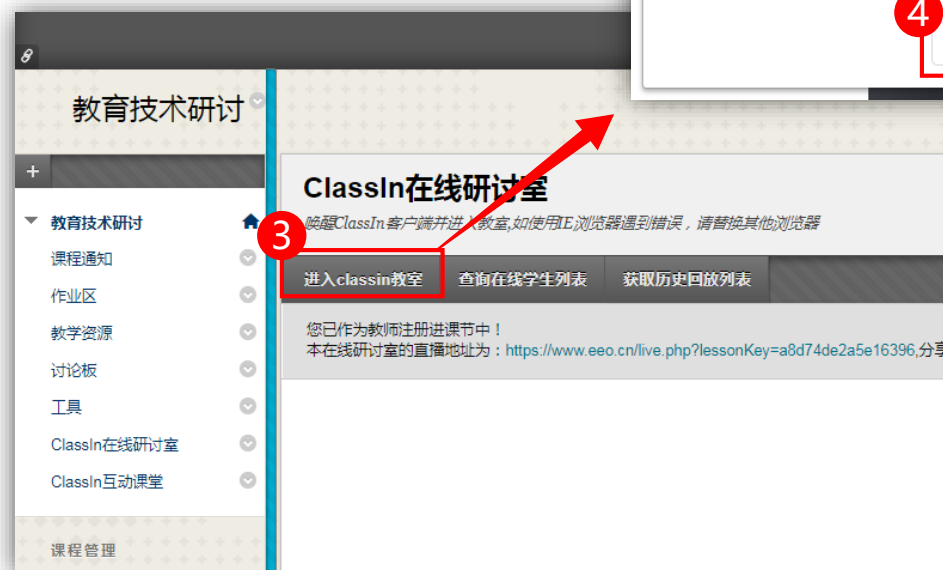 4
教育技术研讨
+
教育技术研讨
课程通知
作业区
教学资源
讨论板
工具
ClassIn在线研讨室
ClassIn互动课堂
课程管理
ClassIn在线研讨室
唤醒ClassIn客户端并进入教室,如使用IE浏览器遇到错误，请替换其他浏览器
3
进入classin教室 查询在线学生列表 获取历史回放列表
您已作为教师注册进课节中！
本在线研讨室的直播地址为：https://www.eeo.cn/live.php?lessonKey=a8d74de2a5e16396,分享